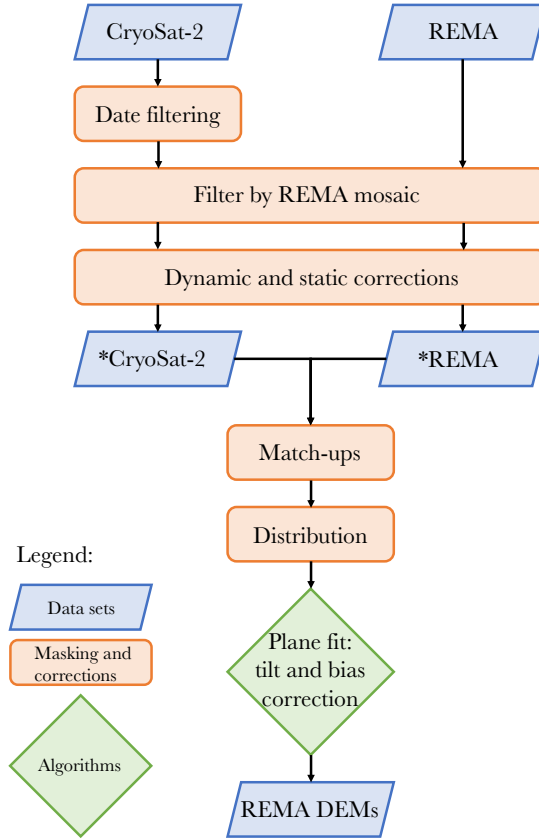 CryoSat-2
REMA
Date filtering
Filter by REMA mosaic
Dynamic and static corrections
*CryoSat-2
*REMA
Match-ups
Distribution
Plane fit:
tilt and bias
correction
REMA DEMs
Legend:
Data sets
Masking and
corrections
Algorithms